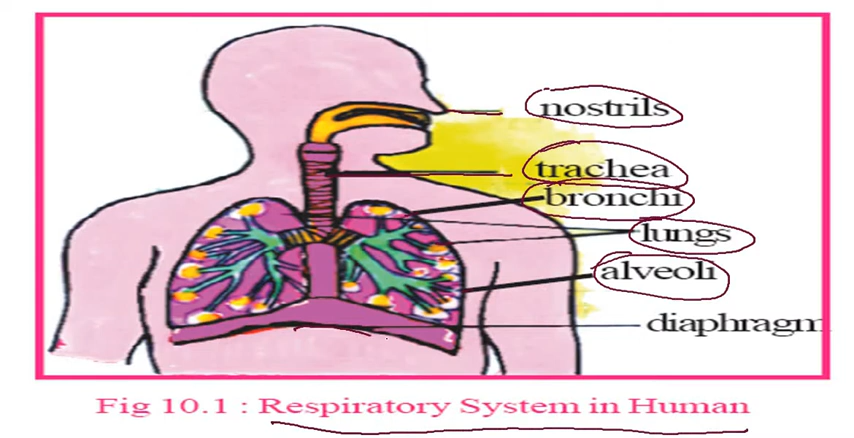 nostrils
trachea
bronchi
lungs
alveoli
diaphragm
Fig 10.1 : Respiratory System in Human